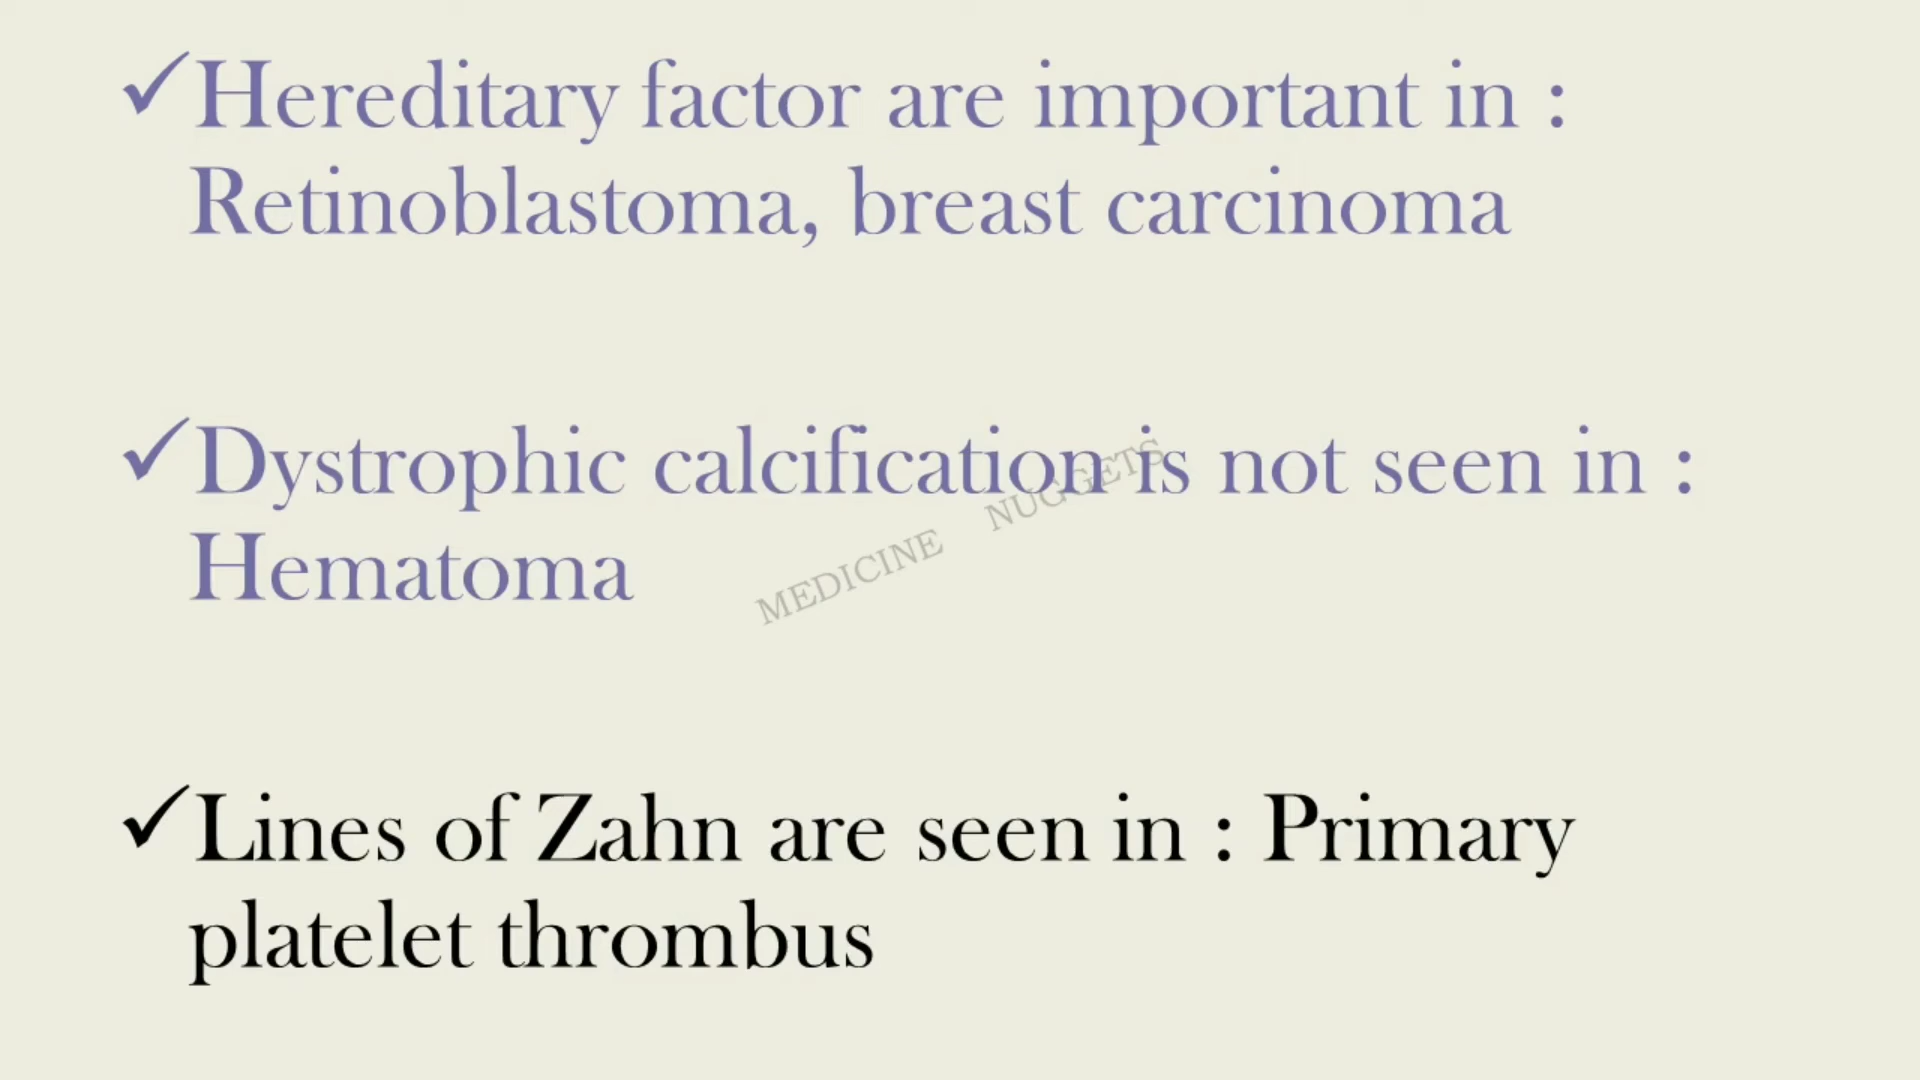 ✓Hereditary factor are important in :
Retinoblastoma, breast carcinoma
✓Dystrophic calcification is not seen in :
Hematoma
MEDICINE NUGGETS
✓Lines of Zahn are seen in : Primary
platelet thrombus